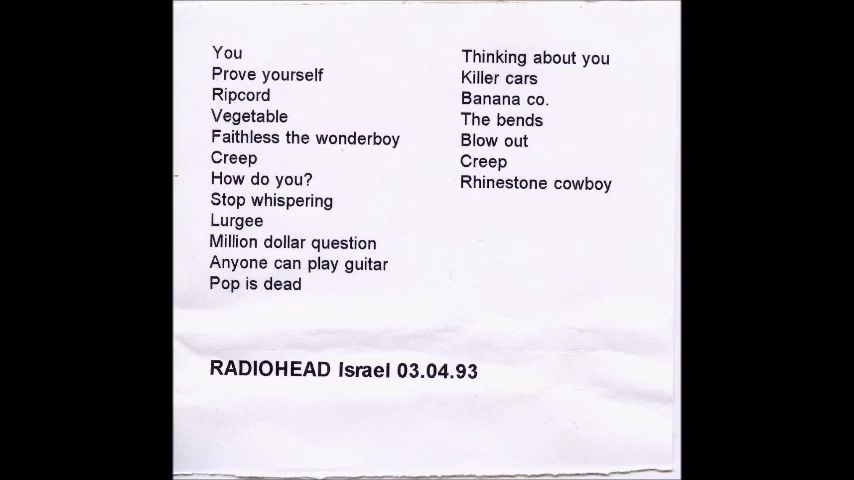 You
Prove yourself
Ripcord
Vegetable
Faithless the wonderboy
Creep
How do you?
Stop whispering
Lurgee
Million dollar question
Anyone can play guitar
Pop is dead
Thinking about you
Killer cars
Banana co.
The bends
Blow out
Creep
Rhinestone cowboy
RADIOHEAD Israel 03.04.93